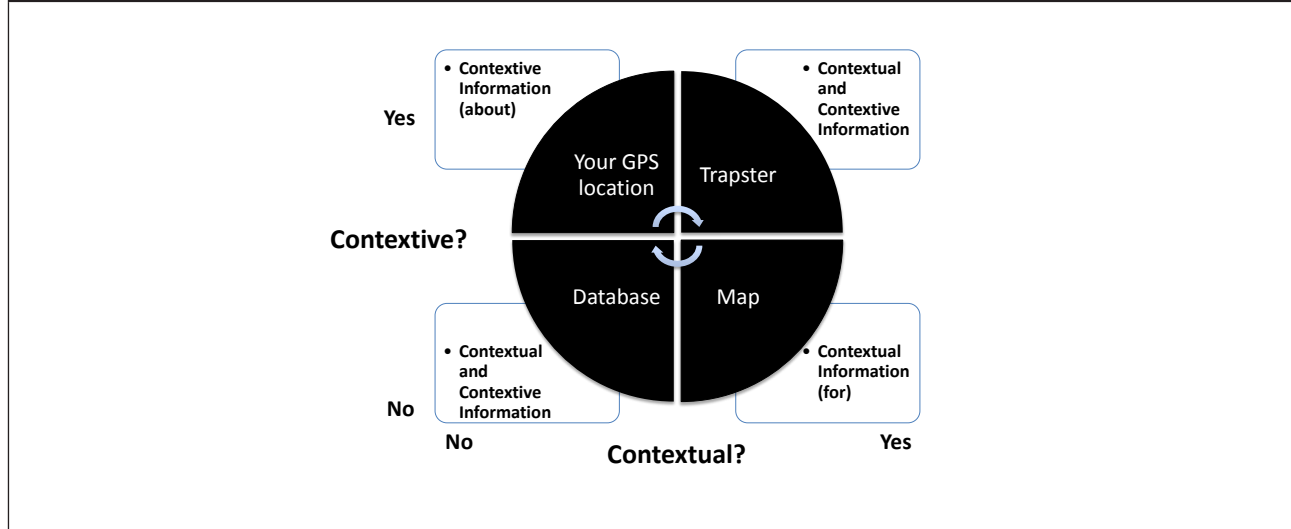 • Contextive
Information
(about)
• Contextual
and
Contextive
Information
Yes
Your GPS
location
Trapster
Contextive?
Database
Map
• Contextual
and
Contextive
Information
• Contextual
Information
(for)
No
No
Yes
Contextual?